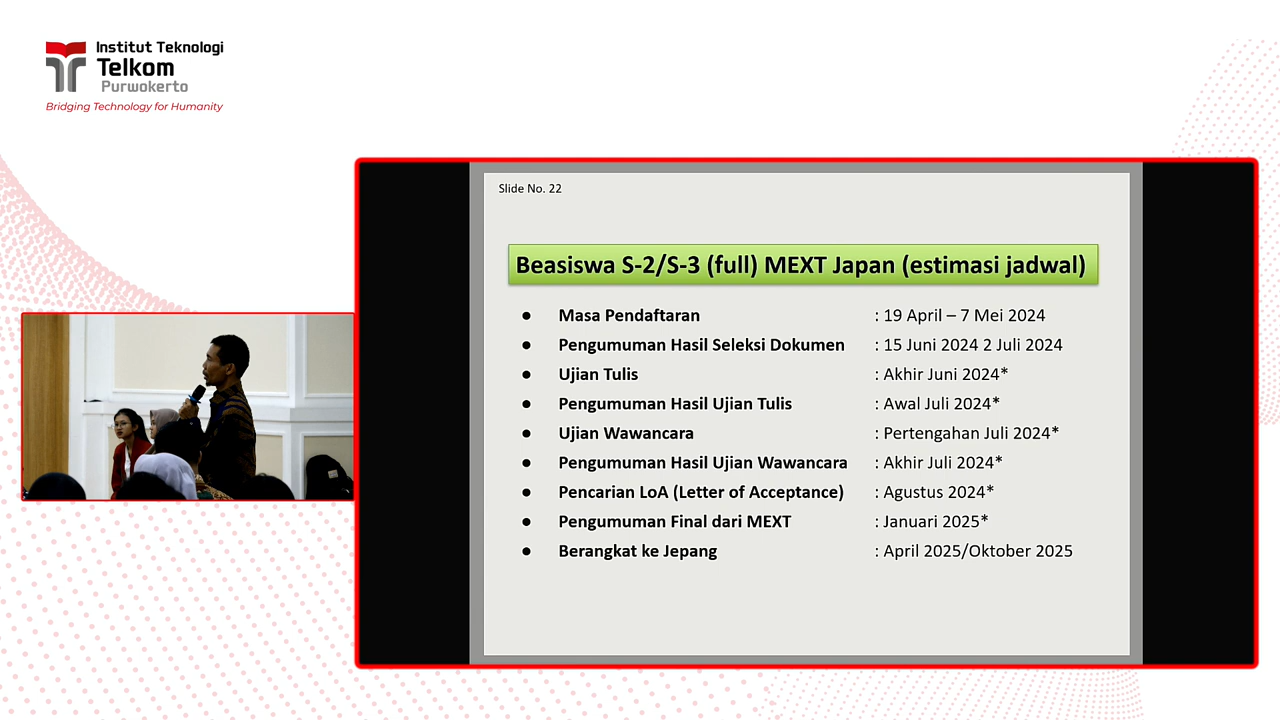 Institut Teknologi
Telkom
Purwokerto
Bridging Technology for Humanity
Slide No. 22
Beasiswa S-2/S-3 (full) MEXT Japan (estimasi jadwal)
● Masa Pendaftaran : 19 April – 7 Mei 2024
● Pengumuman Hasil Seleksi Dokumen : 15 Juni 2024 2 Juli 2024
● Ujian Tulis : Akhir Juni 2024*
● Pengumuman Hasil Ujian Tulis : Awal Juli 2024*
● Ujian Wawancara : Pertengahan Juli 2024*
● Pengumuman Hasil Ujian Wawancara : Akhir Juli 2024*
● Pencarian LoA (Letter of Acceptance) : Agustus 2024*
● Pengumuman Final dari MEXT : Januari 2025*
● Berangkat ke Jepang : April 2025/Oktober 2025